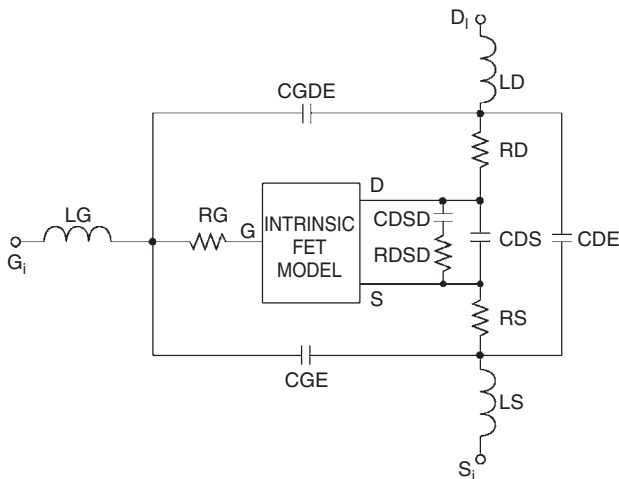 D_I
LD
CGDE
RD
D
LG
RG
G
INTRINSIC
FET
MODEL
CDSD
RDSD
CDS
CDE
G_i
S
RS
CGE
LS
S_i